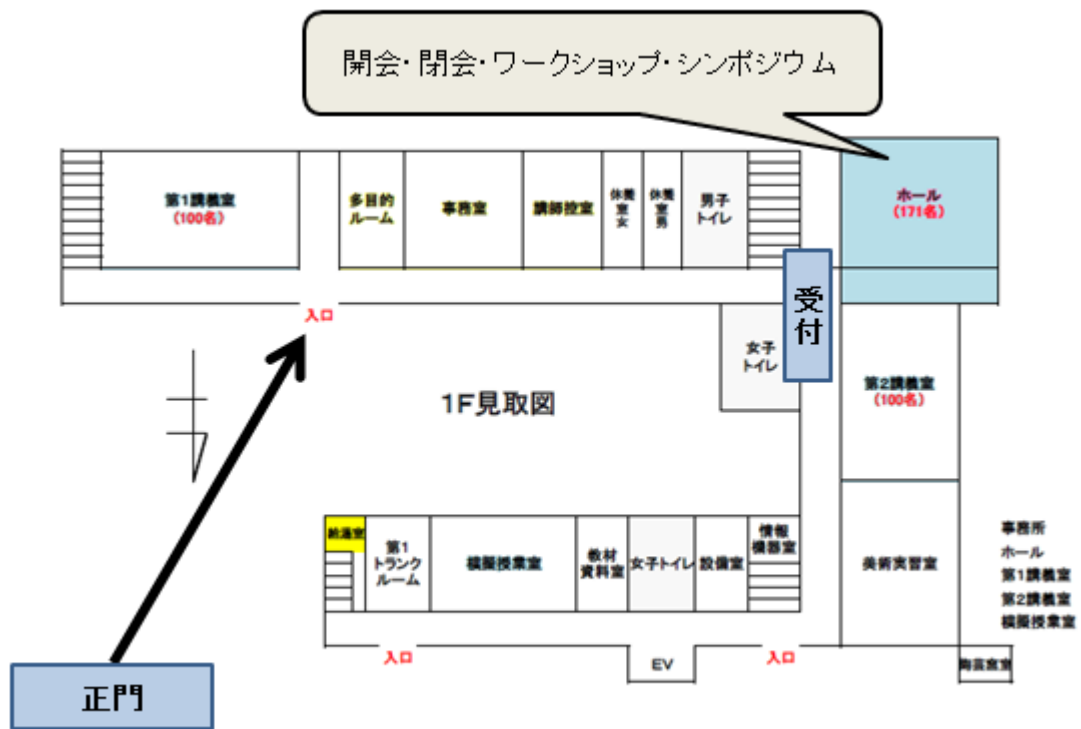 開会・閉会・ワークショップ・シンポジウム
第1講義室
(100名)
多目的
ルーム
事務室
講師控室
休養
室
女
休養
室
男
男子
トイレ
ホール
(171名)
受
付
入口
女子
トイレ
第2講義室
(100名)
1F見取図
給湯室
第1
トランク
ルーム
模擬授業室
教材
資料室
女子トイレ
設備室
情報
機器室
美術実習室
事務所
ホール
第1講義室
第2講義室
模擬授業室
入口
EV
入口
陶芸窯室
正門